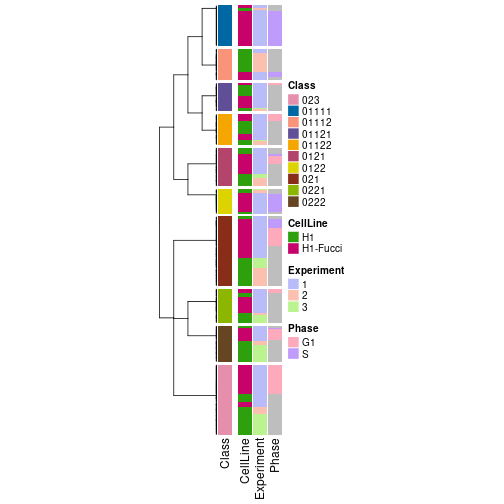 Class
023
01111
01112
01121
01122
0121
0122
021
0221
0222
CellLine
H1
H1-Fucci
Experiment
1
2
3
Phase
G1
S
Class
CellLine
Experiment
Phase